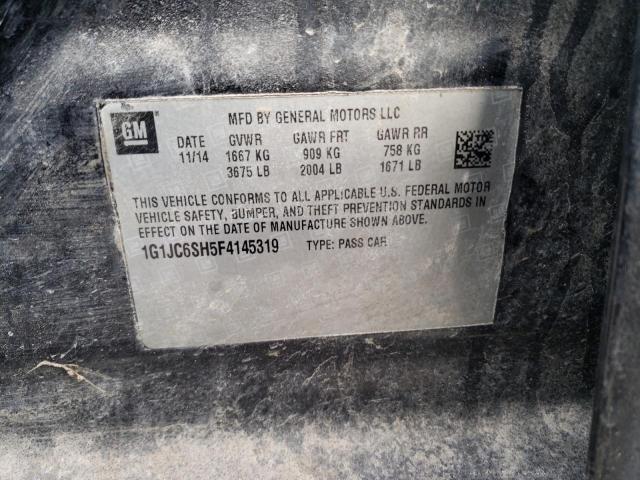 MFD BY GENERAL MOTORS LLC
GM
DATE GVWR GAWR FRT GAWR RR
11/14 1667 KG 909 KG 758 KG
3675 LB 2004 LB 1671 LB
THIS VEHICLE CONFORMS TO ALL APPLICABLE U.S. FEDERAL MOTOR
VEHICLE SAFETY, BUMPER, AND THEFT PREVENTION STANDARDS IN
EFFECT ON THE DATE OF MANUFACTURE SHOWN ABOVE.
1G1JC6SH5F4145319 TYPE: PASS CAR